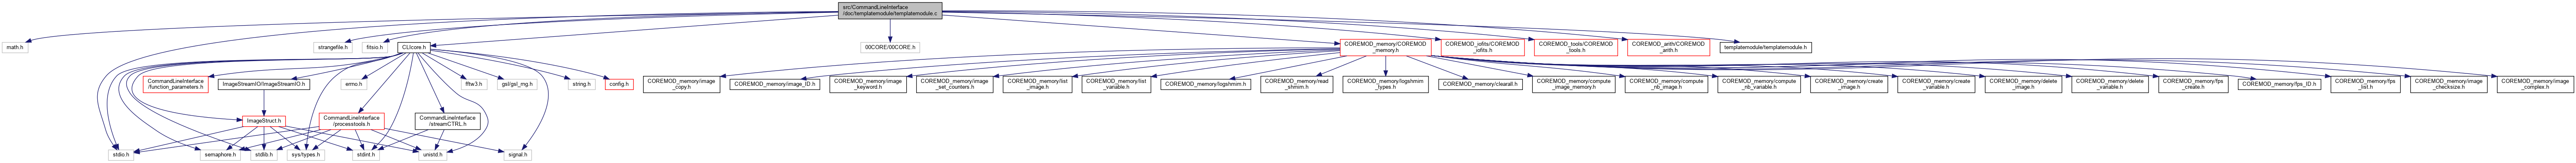 src/CommandLineInterface
/doc/templatemodule/templatemodule.c
math.h
strangefile.h
fitsio.h
CLIcore.h
00CORE/00CORE.h
COREMOD_memory/COREMOD
_memory.h
COREMOD_iofits/COREMOD
_iofits.h
COREMOD_tools/COREMOD
_tools.h
COREMOD_arith/COREMOD
_arith.h
templatemodule/templatemodule.h
CommandLineInterface
/function_parameters.h
ImageStreamIO/ImageStreamIO.h
errno.h
fftw3.h
gsl/gsl_rng.h
string.h
config.h
COREMOD_memory/image
_copy.h
COREMOD_memory/image_ID.h
COREMOD_memory/image
_keyword.h
COREMOD_memory/image
_set_counters.h
COREMOD_memory/list
_image.h
COREMOD_memory/list
_variable.h
COREMOD_memory/logshmim.h
COREMOD_memory/read
_shmim.h
COREMOD_memory/logshmim
_types.h
COREMOD_memory/clearall.h
COREMOD_memory/compute
_image_memory.h
COREMOD_memory/compute
_nb_image.h
COREMOD_memory/compute
_nb_variable.h
COREMOD_memory/create
_image.h
COREMOD_memory/create
_variable.h
COREMOD_memory/delete
_image.h
COREMOD_memory/delete
_variable.h
COREMOD_memory/fps
_create.h
COREMOD_memory/fps_ID.h
COREMOD_memory/fps
_list.h
COREMOD_memory/image
_checksize.h
COREMOD_memory/image
_complex.h
ImageStruct.h
CommandLineInterface
/processtools.h
CommandLineInterface
/streamCTRL.h
stdio.h
semaphore.h
stdlib.h
sys/types.h
stdint.h
unistd.h
signal.h